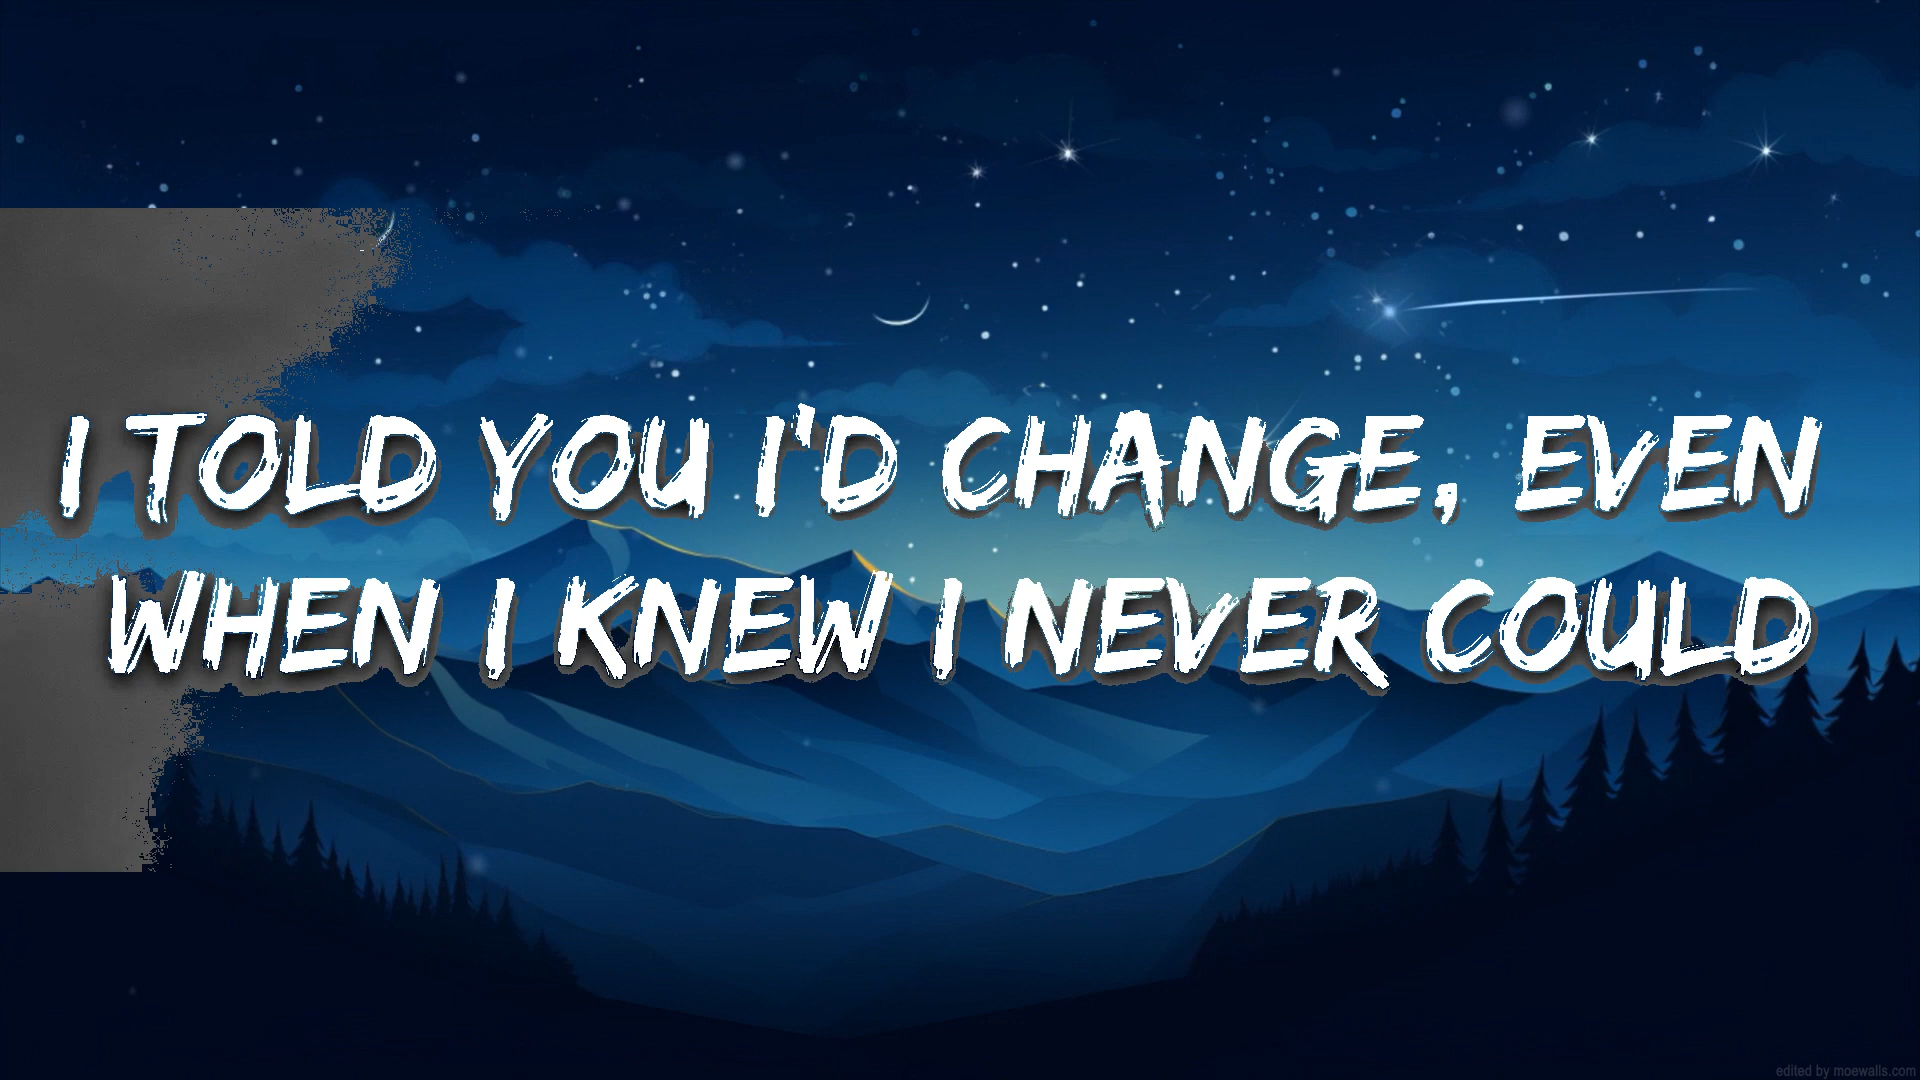 I TOLD YOU I'D CHANGE, EVEN
WHEN I KNEW I NEVER COULD
edited by moewalls.com